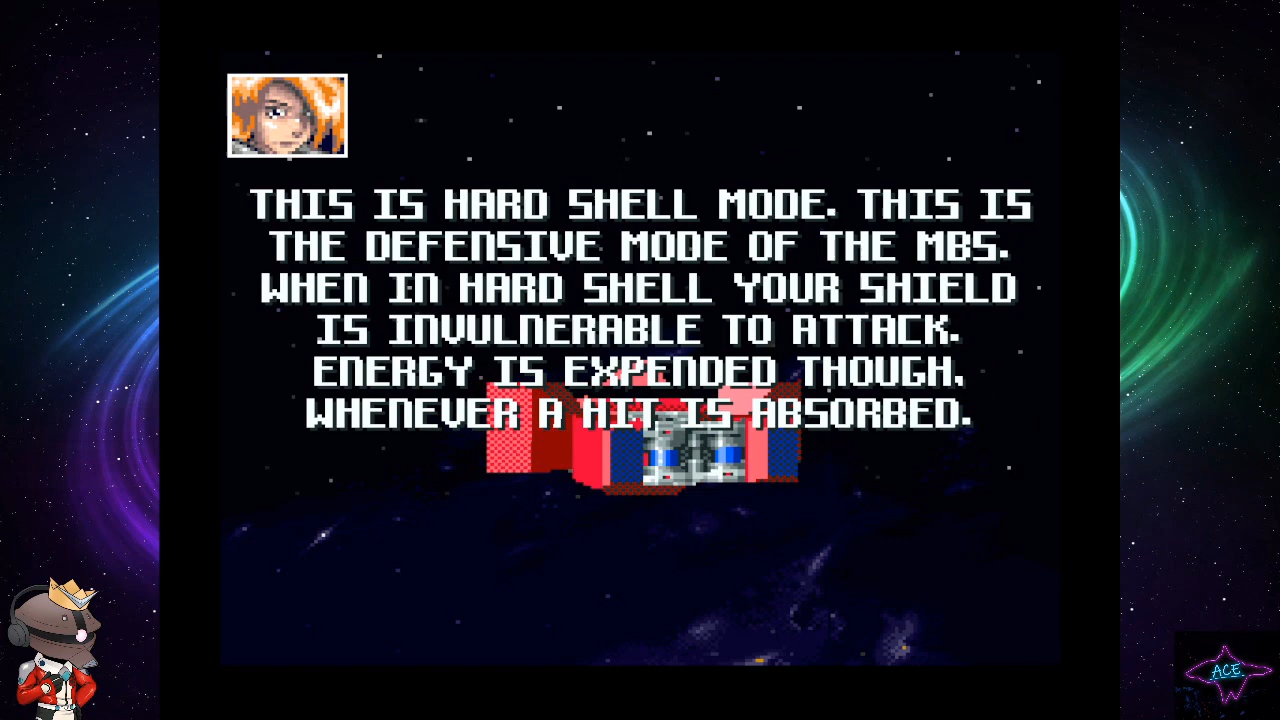 THIS IS HARD SHELL MODE. THIS IS
THE DEFENSIVE MODE OF THE MBS.
WHEN IN HARD SHELL YOUR SHIELD
IS INVULNERABLE TO ATTACK.
ENERGY IS EXPENDED THOUGH,
WHENEVER A HIT IS ABSORBED.
ACE